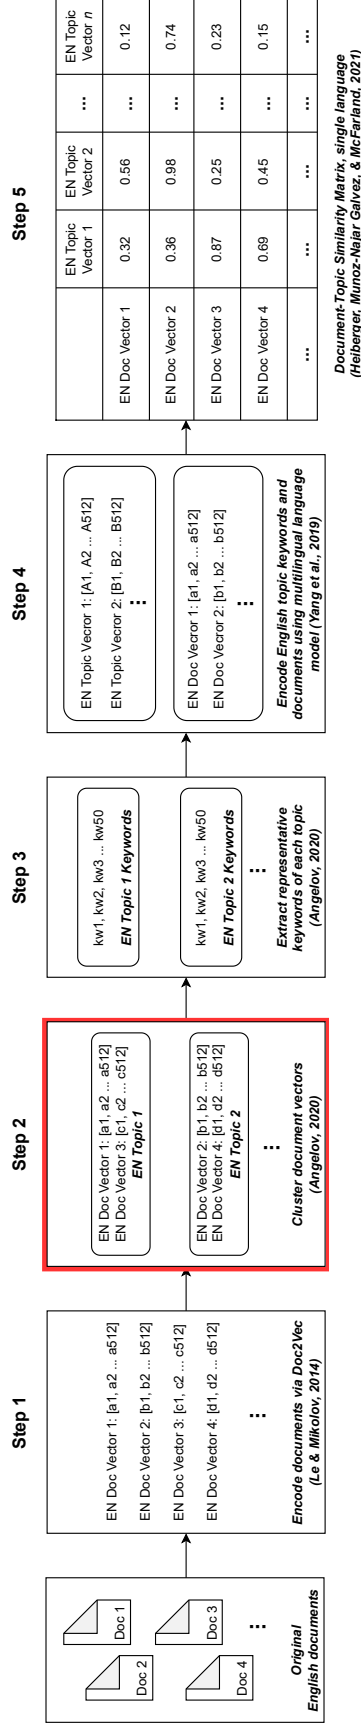 Doc 1
Doc 2
Doc 3
Doc 4
...
Original
English documents
Step 1
EN Doc Vector 1: [a1, a2 ... a512]
EN Doc Vector 2: [b1, b2 ... b512]
EN Doc Vector 3: [c1, c2 ... c512]
EN Doc Vector 4: [d1, d2 ... d512]
...
Encode documents via Doc2Vec
(Le & Mikolov, 2014)
Step 2
EN Doc Vector 1: [a1, a2 ... a512]
EN Doc Vector 3: [c1, c2 ... c512]
EN Topic 1
EN Doc Vector 2: [b1, b2 ... b512]
EN Doc Vector 4: [d1, d2 ... d512]
EN Topic 2
...
Cluster document vectors
(Angelov, 2020)
Step 3
kw1, kw2, kw3 ... kw50
EN Topic 1 Keywords
kw1, kw2, kw3 ... kw50
EN Topic 2 Keywords
...
Extract representative
keywords of each topic
(Angelov, 2020)
Step 4
EN Topic Vecror 1: [A1, A2 ... A512]
EN Topic Vecror 2: [B1, B2 ... B512]
...
EN Doc Vecror 1: [a1, a2 ... a512]
EN Doc Vecror 2: [b1, b2 ... b512]
...
Encode English topic keywords and
documents using multilingual language
model (Yang et al., 2019)
Step 5
EN Topic Vector 1 EN Topic Vector 2 ... EN Topic Vector n
EN Doc Vector 1 0.32 0.56 ... 0.12
EN Doc Vector 2 0.36 0.98 ... 0.74
EN Doc Vector 3 0.87 0.25 ... 0.23
EN Doc Vector 4 0.69 0.45 ... 0.15
... ... ... ... ...
Document-Topic Similarity Matrix, single language
(Heiberger, Munoz-Najar Galvez, & McFarland, 2021)